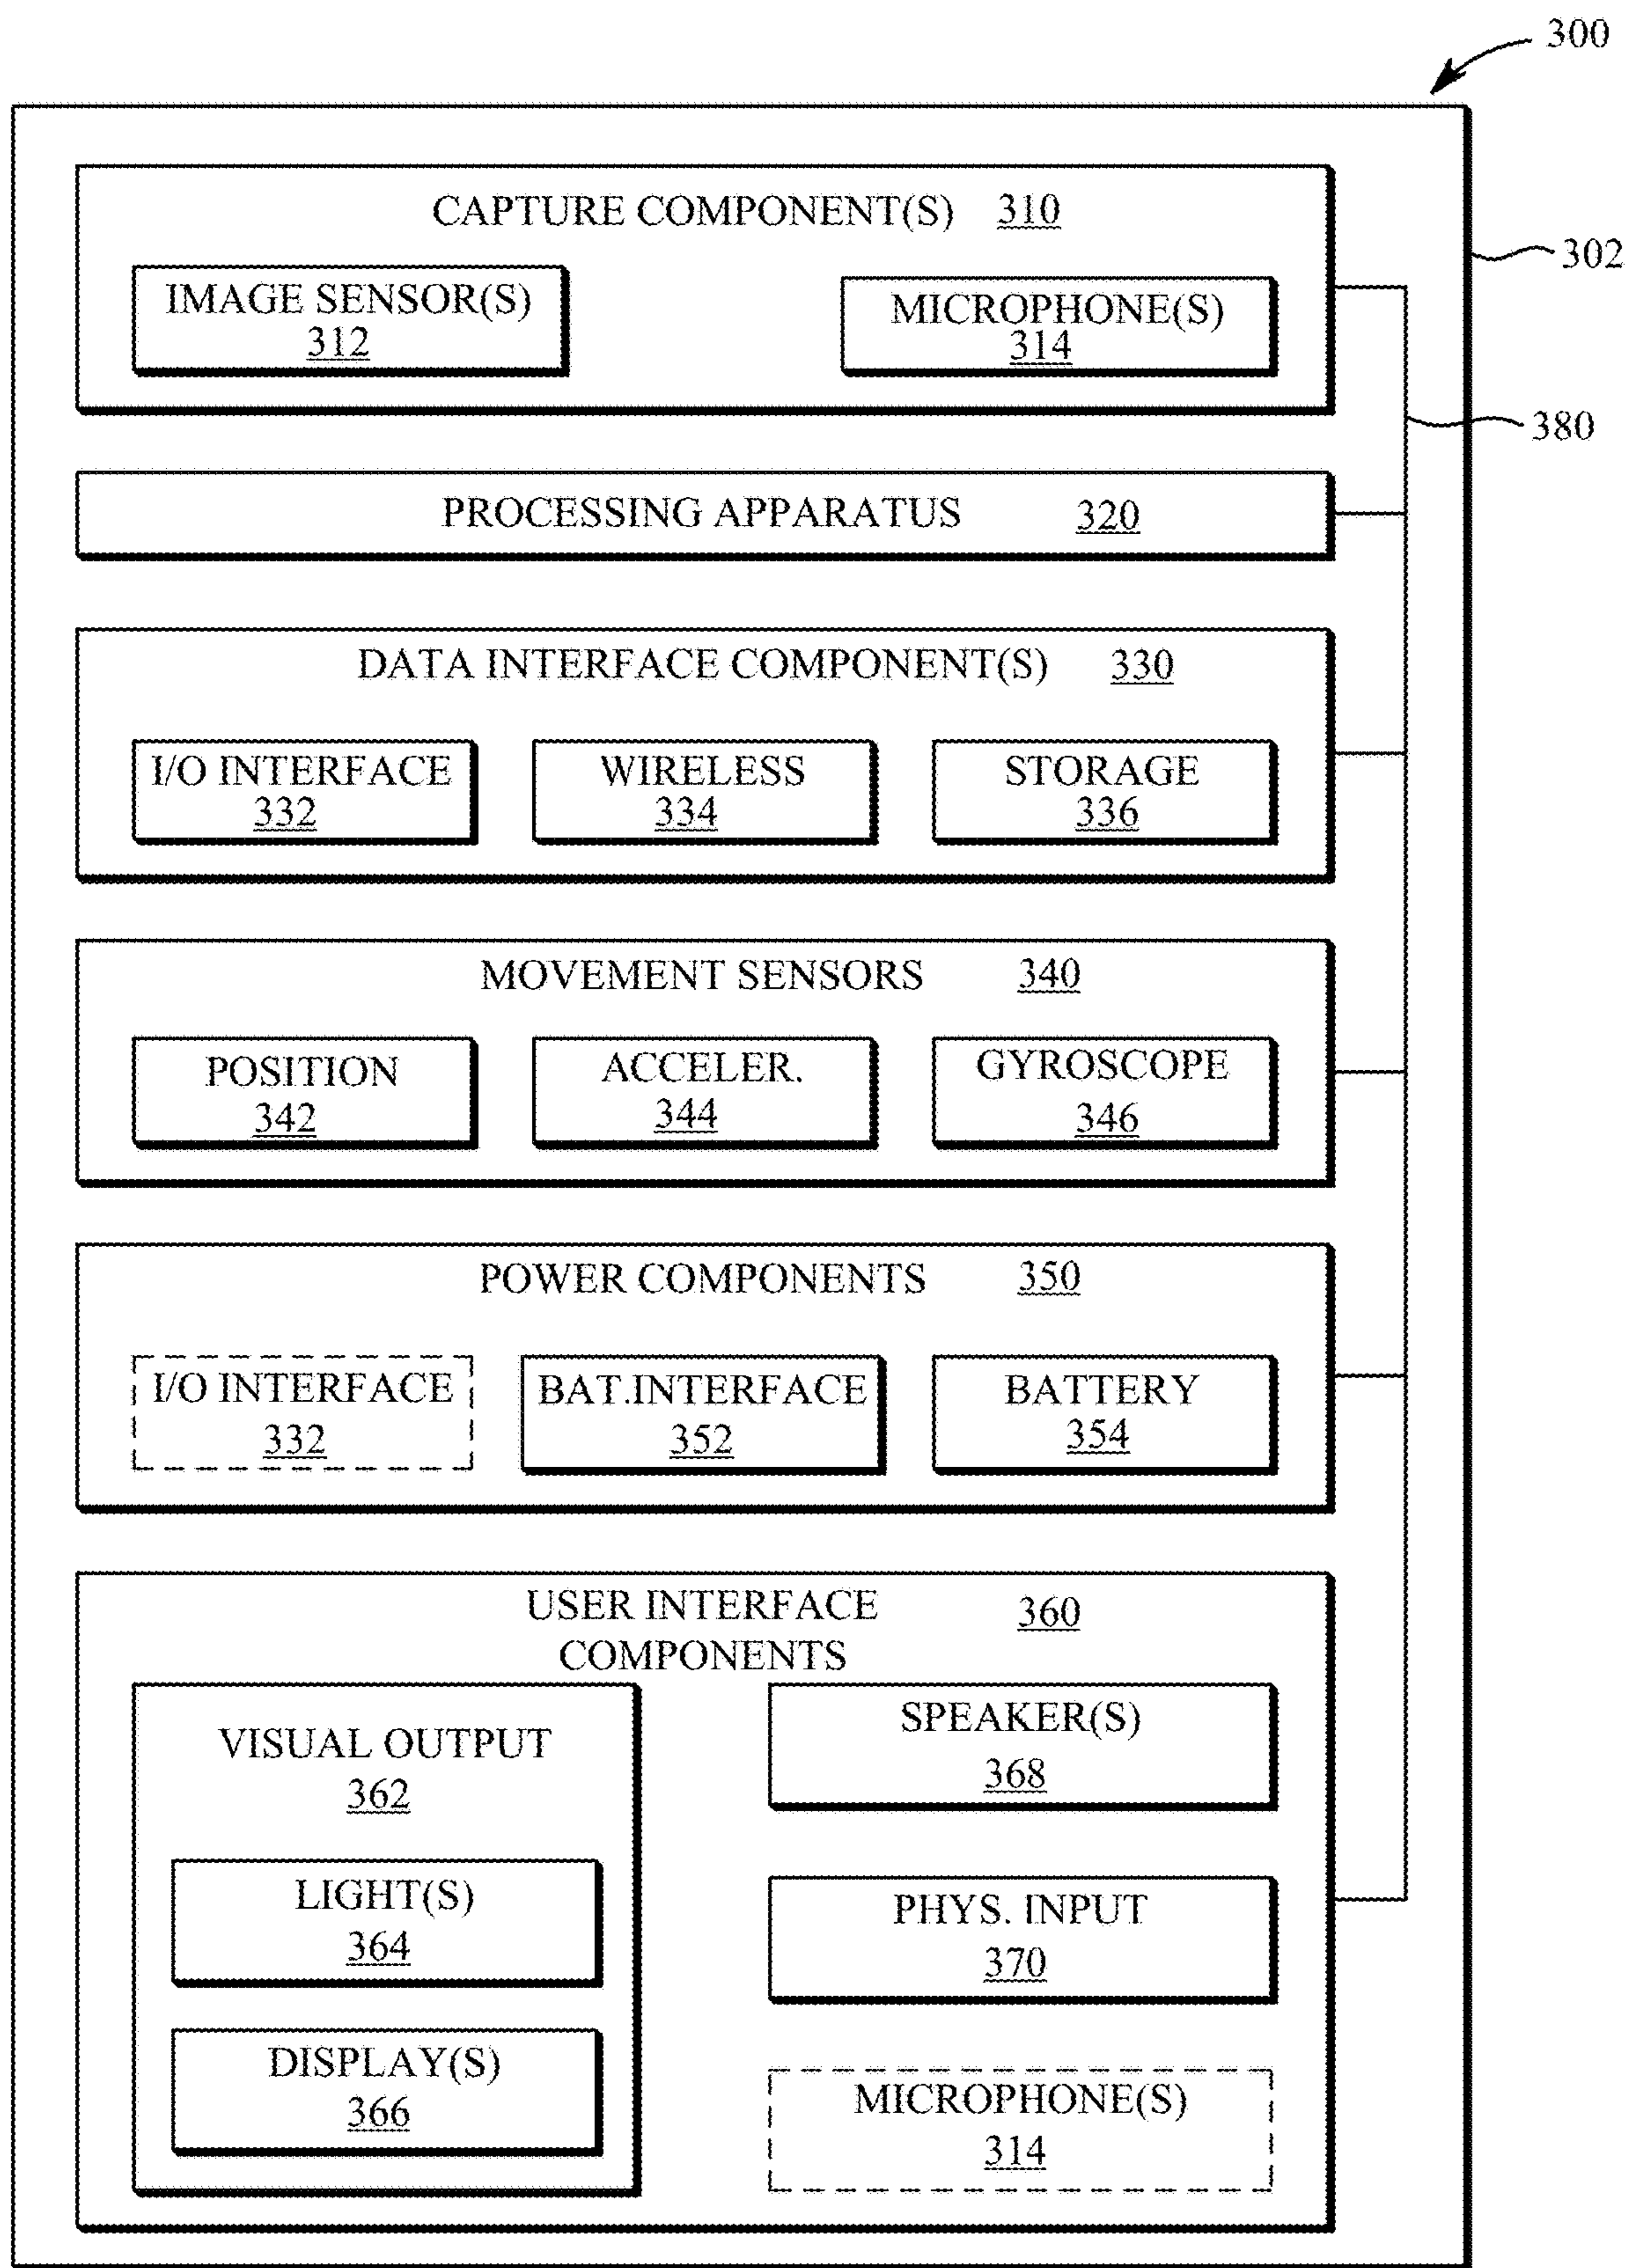 300
302
CAPTURE COMPONENT(S) 310
IMAGE SENSOR(S)
312
MICROPHONE(S)
314
380
PROCESSING APPARATUS 320
DATA INTERFACE COMPONENT(S) 330
I/O INTERFACE
332
WIRELESS
334
STORAGE
336
MOVEMENT SENSORS 340
POSITION
342
ACCELER.
344
GYROSCOPE
346
POWER COMPONENTS 350
I/O INTERFACE
332
BAT.INTERFACE
352
BATTERY
354
USER INTERFACE 360
COMPONENTS
VISUAL OUTPUT
362
LIGHT(S)
364
DISPLAY(S)
366
SPEAKER(S)
368
PHYS. INPUT
370
MICROPHONE(S)
314